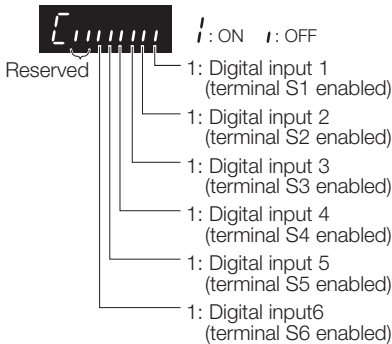 : ON : OFF
Reserved
1: Digital input 1
(terminal S1 enabled)
1: Digital input 2
(terminal S2 enabled)
1: Digital input 3
(terminal S3 enabled)
1: Digital input 4
(terminal S4 enabled)
1: Digital input 5
(terminal S5 enabled)
1: Digital input6
(terminal S6 enabled)